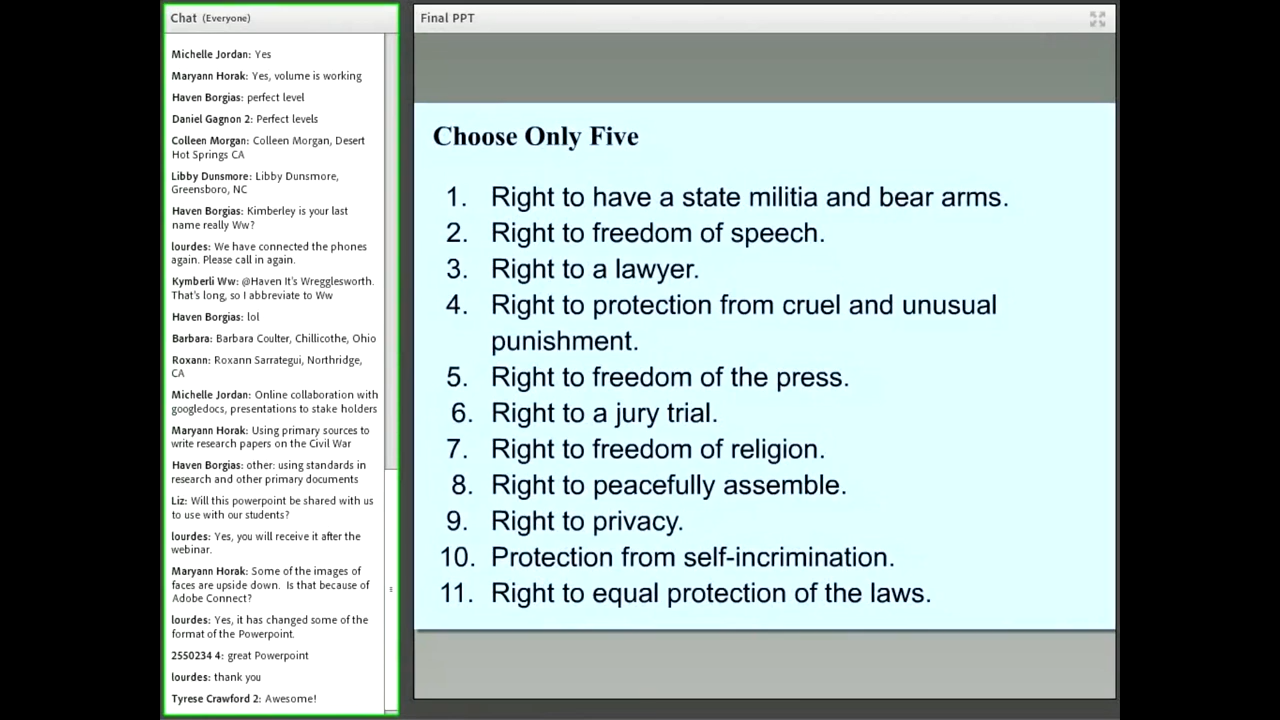 Chat (Everyone)
Michelle Jordan: Yes
Maryann Horak: Yes, volume is working
Haven Borgias: perfect level
Daniel Gagnon 2: Perfect levels
Colleen Morgan: Colleen Morgan, Desert
Hot Springs CA
Libby Dunsmore: Libby Dunsmore,
Greensboro, NC
Haven Borgias: Kimberley is your last
name really Ww?
lourdes: We have connected the phones
again. Please call in again.
Kymberli Ww: @Haven It's Wregglesworth.
That's long, so I abbreviate to Ww
Haven Borgias: lol
Barbara: Barbara Coulter, Chillicothe, Ohio
Roxann: Roxann Sarrategui, Northridge,
CA
Michelle Jordan: Online collaboration with
googledocs, presentations to stake holders
Maryann Horak: Using primary sources to
write research papers on the Civil War
Haven Borgias: other: using standards in
research and other primary documents
Liz: Will this powerpoint be shared with us
to use with our students?
lourdes: Yes, you will receive it after the
webinar.
Maryann Horak: Some of the images of
faces are upside down. Is that because of
Adobe Connect?
lourdes: Yes, it has changed some of the
format of the Powerpoint.
2550234 4: great Powerpoint
lourdes: thank you
Tyrese Crawford 2: Awesome!
Final PPT
Choose Only Five
1. Right to have a state militia and bear arms.
2. Right to freedom of speech.
3. Right to a lawyer.
4. Right to protection from cruel and unusual
punishment.
5. Right to freedom of the press.
6. Right to a jury trial.
7. Right to freedom of religion.
8. Right to peacefully assemble.
9. Right to privacy.
10. Protection from self-incrimination.
11. Right to equal protection of the laws.